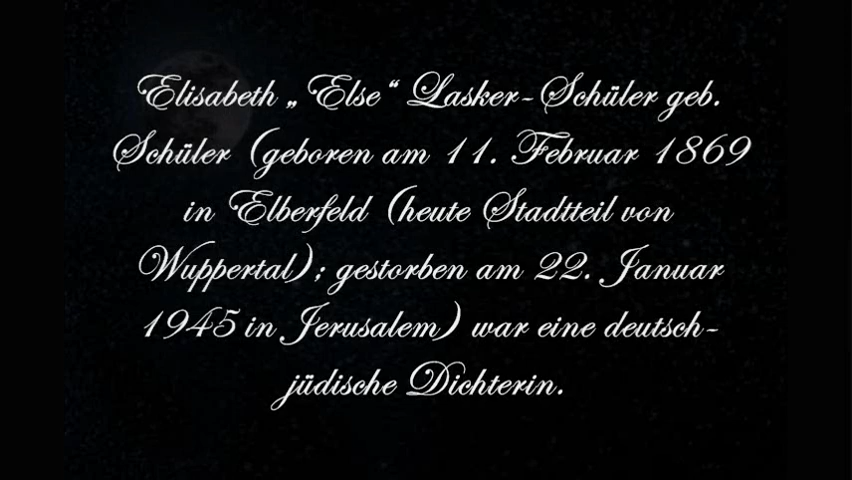 Elisabeth „Else“ Lasker-Schüler geb.
Schüler (geboren am 11. Februar 1869
in Elberfeld (heute Stadtteil von
Wuppertal); gestorben am 22. Januar
1945 in Jerusalem) war eine deutsch-
jüdische Dichterin.